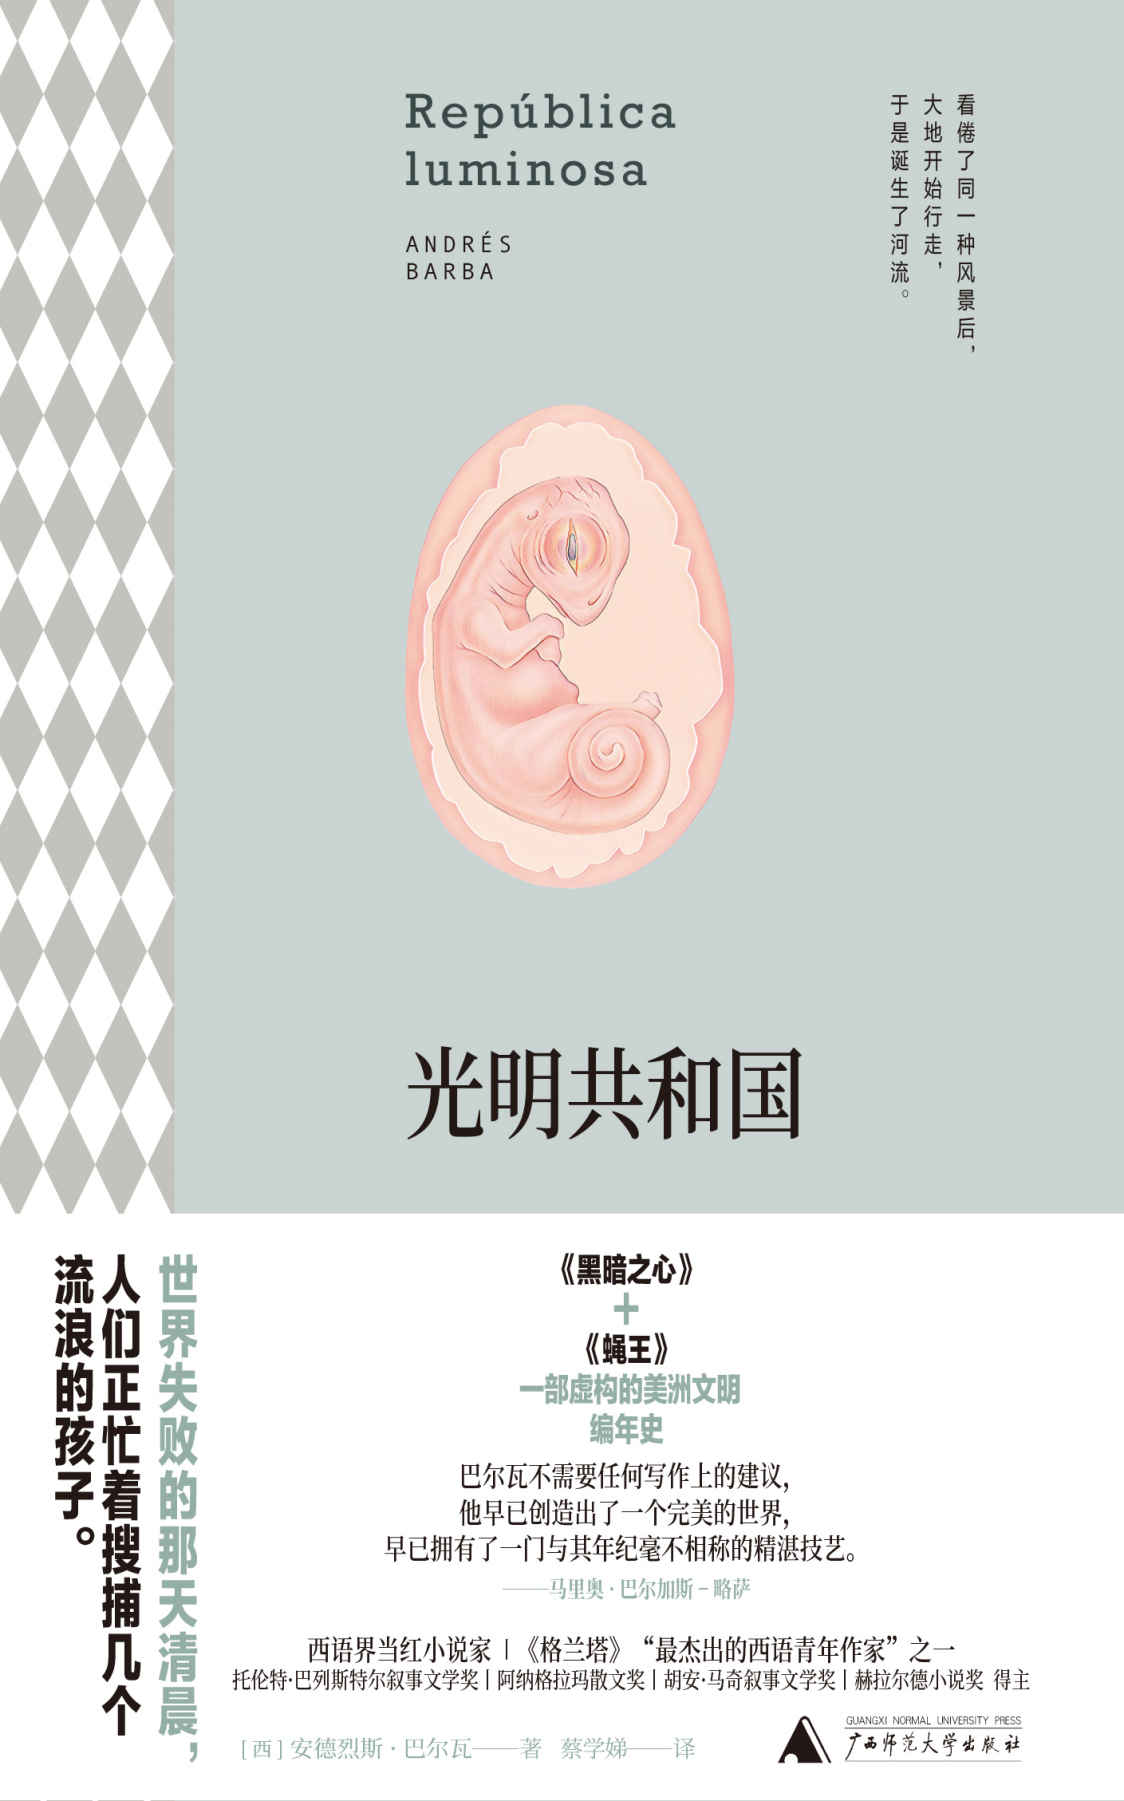 República
luminosa
ANDRÉS
BARBA
看倦了同一种风景后，
大地开始行走，
于是诞生了河流。
光明共和国
世界失败的那天清晨，
人们正忙着搜捕几个
流浪的孩子。
《黑暗之心》
+
《蝇王》
一部虚构的美洲文明
编年史
巴尔瓦不需要任何写作上的建议，
他早已创造出了一个完美的世界，
早已拥有了一门与其年纪毫不相称的精湛技艺。
——马里奥·巴尔加斯-略萨
西语界当红小说家 | 《格兰塔》“最杰出的西语青年作家”之一
托伦特·巴列斯特尔叙事文学奖 | 阿纳格拉玛散文奖 | 胡安·马奇叙事文学奖 | 赫拉尔德小说奖 得主
[西] 安德烈斯·巴尔瓦——著 蔡学娣——译
GUANGXI NORMAL UNIVERSITY PRESS
广西师范大学出版社